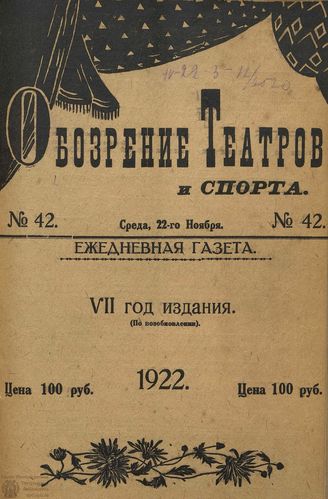 Обозрение Театров
и СПОРТА.
№ 42. Среда, 22-го Ноября. № 42.
ЕЖЕДНЕВНАЯ ГАЗЕТА.
VII год издания.
(По возобновлении).
Цена 100 руб. 1922. Цена 100 руб.